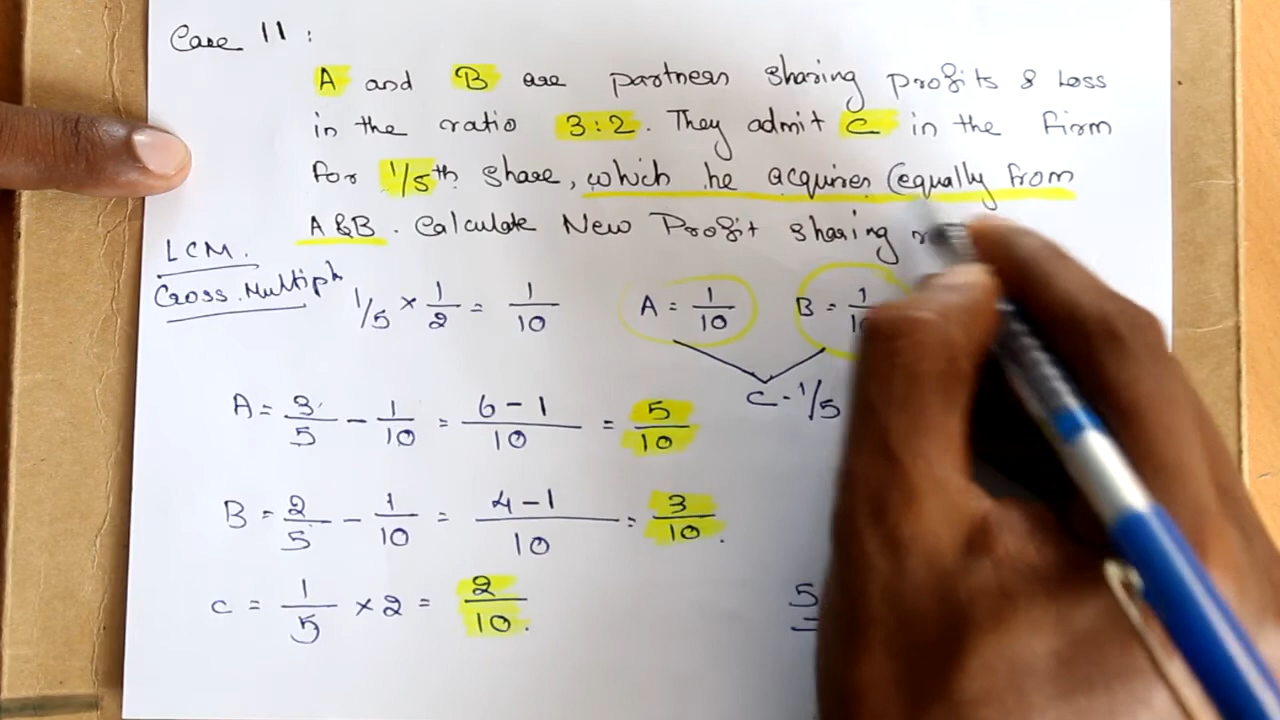 Case 11 :
A and B are partners sharing profits & Loss
in the ratio 3:2. They admit C in the Firm
for 1/5th share, which he acquires (equally from
A&B. Calculate New Profit sharing
LCM.
Cross Multiply
1/5 × 1/2 = 1/10 A = 1/10 B =
C - 1/5
A = 3/5 - 1/10 = 6-1/10 = 5/10
B = 2/5 - 1/10 = 4-1/10 = 3/10.
C = 1/5 × 2 = 2/10.
5